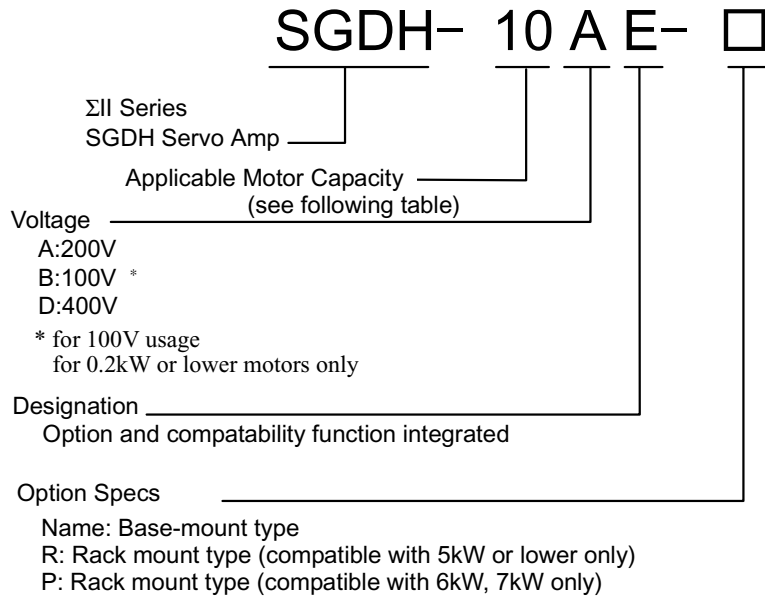 SGDH- 10 A E- □
ΣII Series
SGDH Servo Amp
Applicable Motor Capacity
(see following table)
Voltage
A:200V
B:100V *
D:400V
* for 100V usage
for 0.2kW or lower motors only
Designation
Option and compatability function integrated
Option Specs
Name: Base-mount type
R: Rack mount type (compatible with 5kW or lower only)
P: Rack mount type (compatible with 6kW, 7kW only)